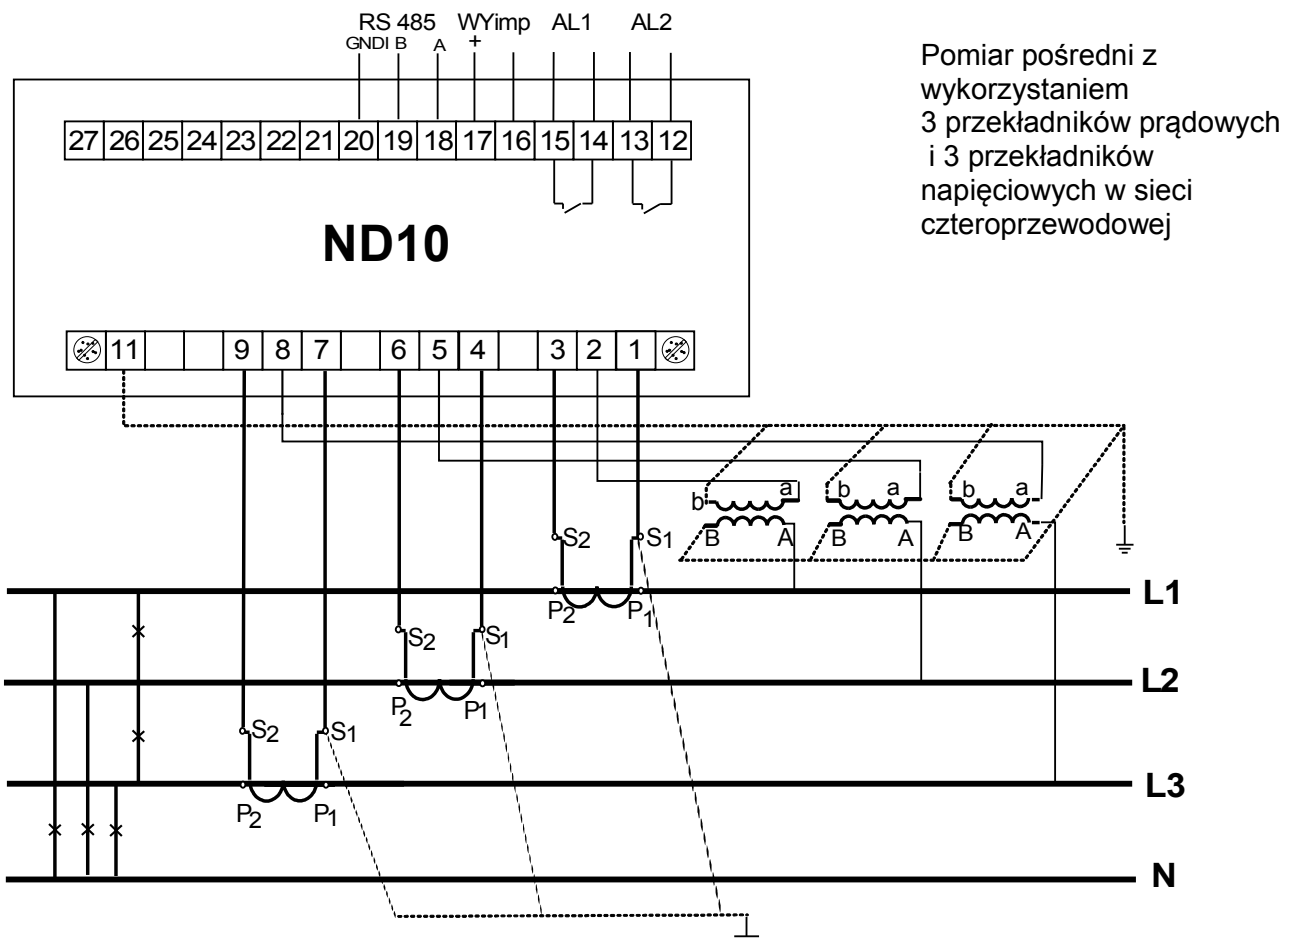 RS 485 WYimp AL1 AL2
GNDI B A +
Pomiar pośredni z
wykorzystaniem
3 przekładników prądowych
i 3 przekładników
napięciowych w sieci
czteroprzewodowej
27 26 25 24 23 22 21 20 19 18 17 16 15 14 13 12
ND10
11 9 8 7 6 5 4 3 2 1
b a b a b a
B A B A B A
S2 S1
L1
P2 P1
S2 S1
L2
P2 P1
S2 S1
L3
P2 P1
N